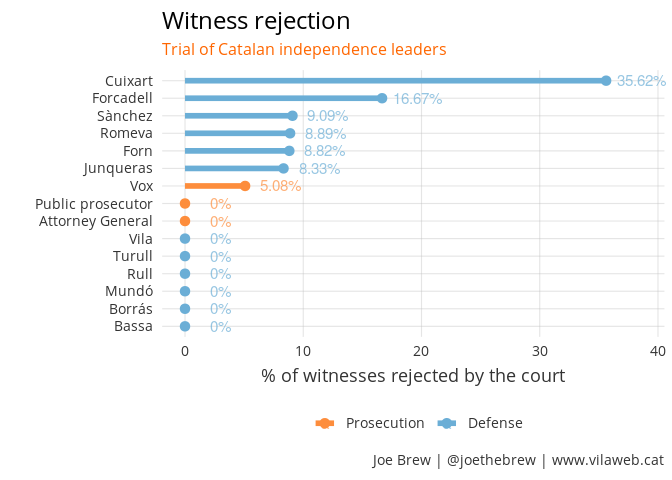 Witness rejection
Trial of Catalan independence leaders
Cuixart 35.62%
Forcadell 16.67%
Sànchez 9.09%
Romeva 8.89%
Forn 8.82%
Junqueras 8.33%
Vox 5.08%
Public prosecutor 0%
Attorney General 0%
Vila 0%
Turull 0%
Rull 0%
Mundó 0%
Borrás 0%
Bassa 0%
0 10 20 30 40
% of witnesses rejected by the court
Prosecution Defense
Joe Brew | @joethebrew | www.vilaweb.cat